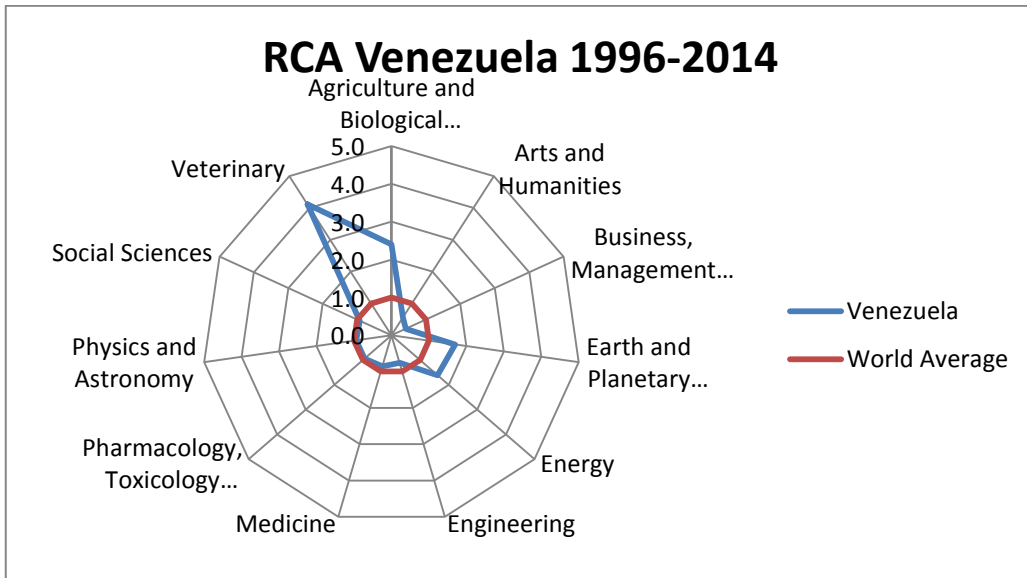 RCA Venezuela 1996-2014
Agriculture and
Biological...
Arts and
Humanities
Business,
Management...
Earth and
Planetary...
Energy
Engineering
Medicine
Pharmacology,
Toxicology...
Physics and
Astronomy
Social Sciences
Veterinary
5.0
4.0
3.0
2.0
1.0
0.0
Venezuela
World Average